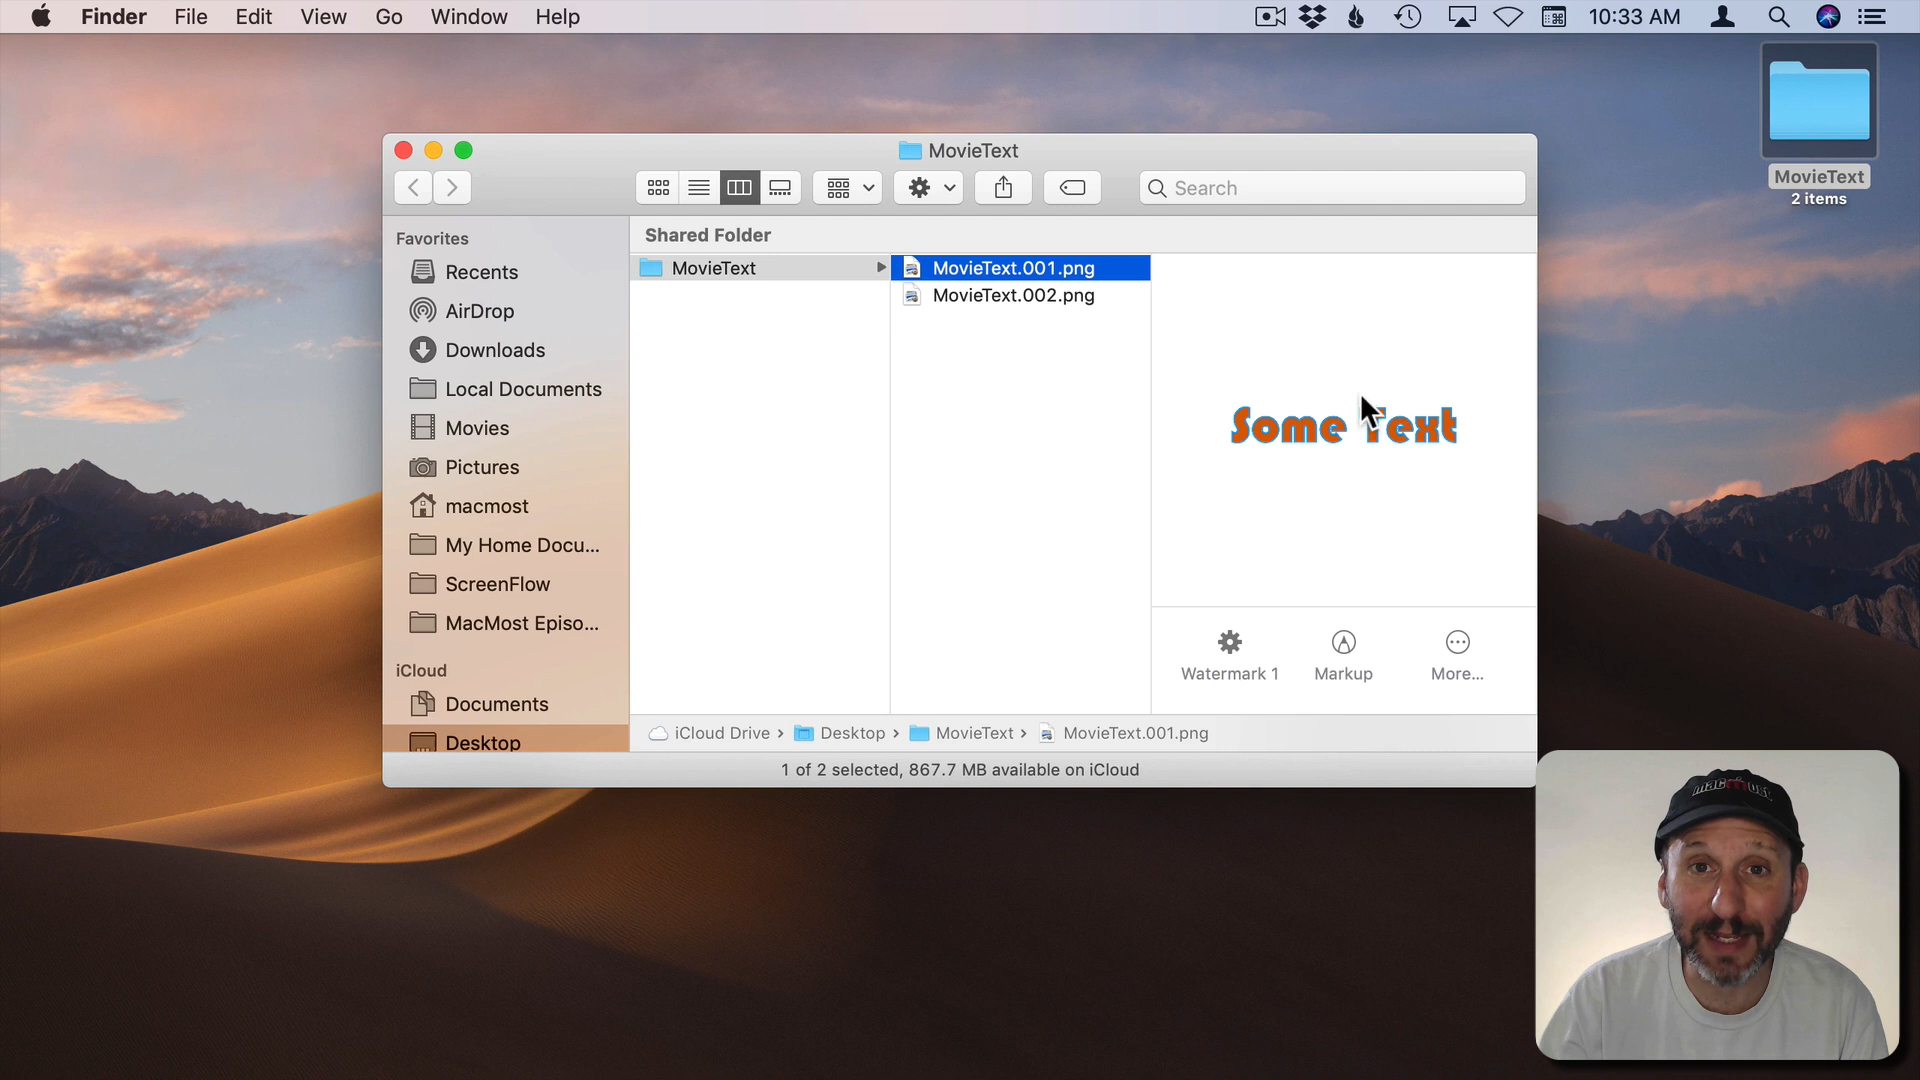 Finder File Edit View Go Window Help 10:33 AM
MovieText
2 items
MovieText
Search
Favorites
Recents
AirDrop
Downloads
Local Documents
Movies
Pictures
macmost
My Home Docu...
ScreenFlow
MacMost Episo...
iCloud
Documents
Desktop
Shared Folder
MovieText
MovieText.001.png
MovieText.002.png
Some Text
Watermark 1 Markup More...
iCloud Drive › Desktop › MovieText › MovieText.001.png
1 of 2 selected, 867.7 MB available on iCloud
macmost